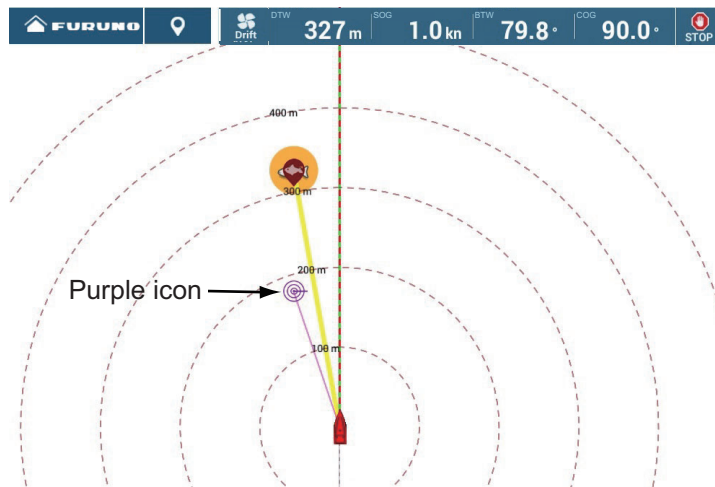 FURUNO
Drift
DTW
327 m
SOG
1.0 kn
BTW
79.8 °
COG
90.0 °
STOP
400 m
300 m
200 m
Purple icon
100 m